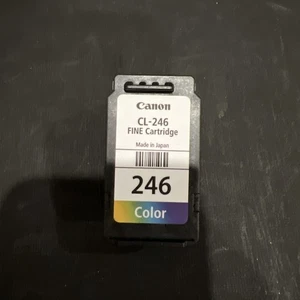 Canon
CL-246
FINE Cartridge
Made in Japan
246
Color